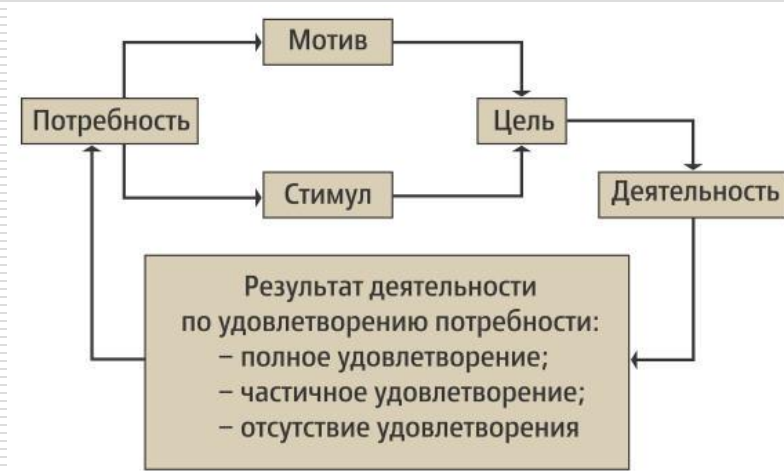 Мотив
Потребность
Цель
Стимул
Деятельность
Результат деятельности
по удовлетворению потребности:
– полное удовлетворение;
– частичное удовлетворение;
– отсутствие удовлетворения